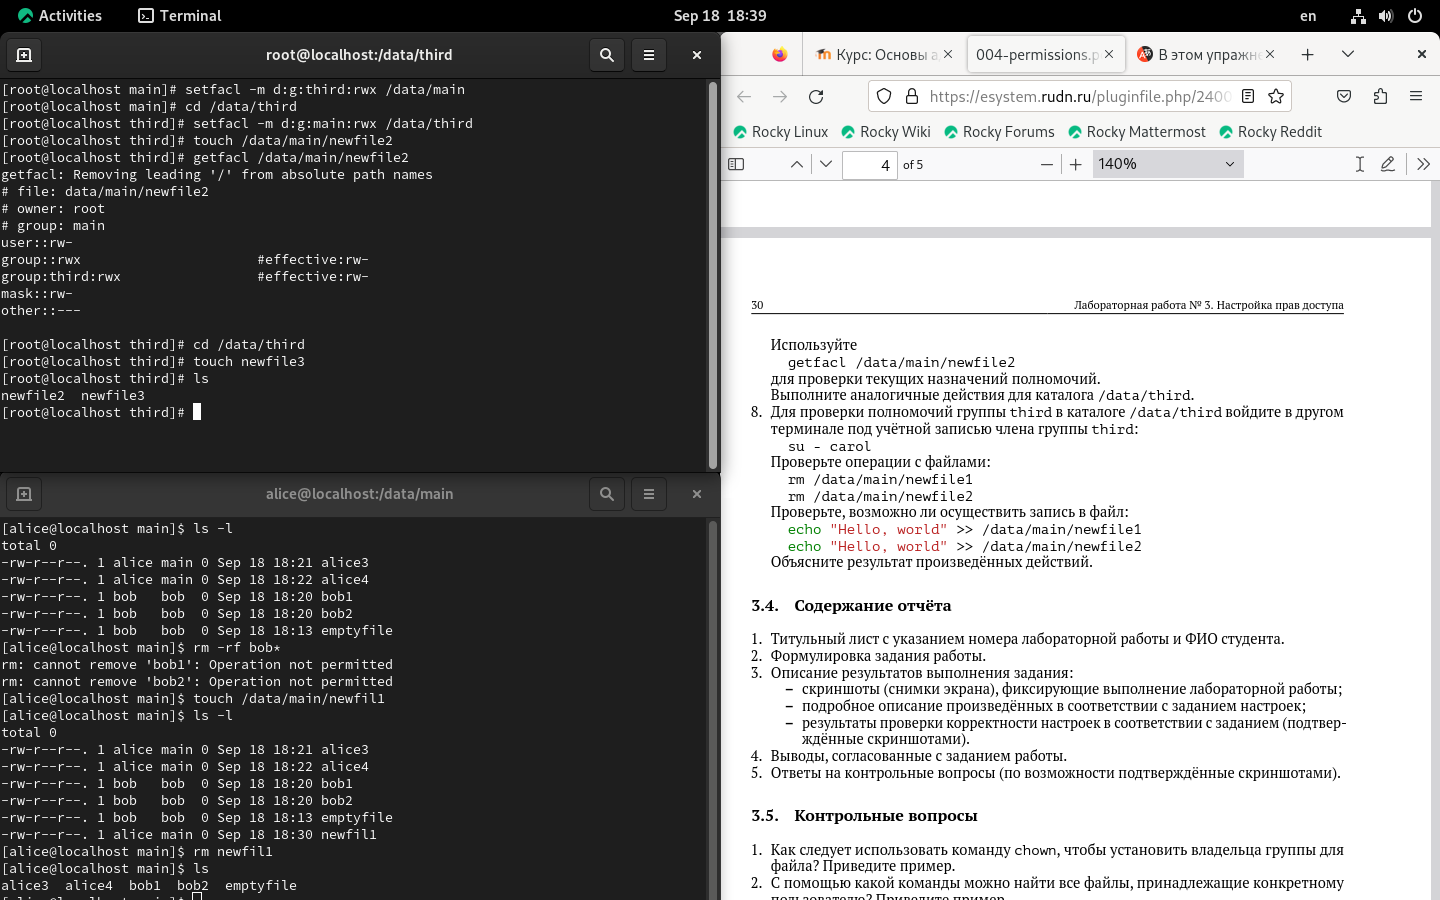 Activities
Terminal
Sep 18 18:39
en
root@localhost:/data/third
[root@localhost main]# setfacl -m d:g:third:rwx /data/main
[root@localhost main]# cd /data/third
[root@localhost third]# setfacl -m d:g:main:rwx /data/third
[root@localhost third]# touch /data/main/newfile2
[root@localhost third]# getfacl /data/main/newfile2
getfacl: Removing leading '/' from absolute path names
# file: data/main/newfile2
# owner: root
# group: main
user::rw-
group::rwx #effective:rw-
group:third:rwx #effective:rw-
mask::rw-
other::---
[root@localhost third]# cd /data/third
[root@localhost third]# touch newfile3
[root@localhost third]# ls
newfile2 newfile3
[root@localhost third]#
alice@localhost:/data/main
[alice@localhost main]$ ls -l
total 0
-rw-r--r--. 1 alice main 0 Sep 18 18:21 alice3
-rw-r--r--. 1 alice main 0 Sep 18 18:22 alice4
-rw-r--r--. 1 bob bob 0 Sep 18 18:20 bob1
-rw-r--r--. 1 bob bob 0 Sep 18 18:20 bob2
-rw-r--r--. 1 bob bob 0 Sep 18 18:13 emptyfile
[alice@localhost main]$ rm -rf bob*
rm: cannot remove 'bob1': Operation not permitted
rm: cannot remove 'bob2': Operation not permitted
[alice@localhost main]$ touch /data/main/newfil1
[alice@localhost main]$ ls -l
total 0
-rw-r--r--. 1 alice main 0 Sep 18 18:21 alice3
-rw-r--r--. 1 alice main 0 Sep 18 18:22 alice4
-rw-r--r--. 1 bob bob 0 Sep 18 18:20 bob1
-rw-r--r--. 1 bob bob 0 Sep 18 18:20 bob2
-rw-r--r--. 1 bob bob 0 Sep 18 18:13 emptyfile
-rw-r--r--. 1 alice main 0 Sep 18 18:30 newfil1
[alice@localhost main]$ rm newfil1
[alice@localhost main]$ ls
alice3 alice4 bob1 bob2 emptyfile
Курс: Основы а
004-permissions.p
В этом упражне
https://esystem.rudn.ru/pluginfile.php/2400
Rocky Linux
Rocky Wiki
Rocky Forums
Rocky Mattermost
Rocky Reddit
4 of 5
140%
30 Лабораторная работа № 3. Настройка прав доступа
Используйте
getfacl /data/main/newfile2
для проверки текущих назначений полномочий.
Выполните аналогичные действия для каталога /data/third.
8. Для проверки полномочий группы third в каталоге /data/third войдите в другом
терминале под учётной записью члена группы third:
su - carol
Проверьте операции с файлами:
rm /data/main/newfile1
rm /data/main/newfile2
Проверьте, возможно ли осуществить запись в файл:
echo "Hello, world" >> /data/main/newfile1
echo "Hello, world" >> /data/main/newfile2
Объясните результат произведённых действий.
3.4. Содержание отчёта
1. Титульный лист с указанием номера лабораторной работы и ФИО студента.
2. Формулировка задания работы.
3. Описание результатов выполнения задания:
– скриншоты (снимки экрана), фиксирующие выполнение лабораторной работы;
– подробное описание произведённых в соответствии с заданием настроек;
– результаты проверки корректности настроек в соответствии с заданием (подтвер-
ждённые скриншотами).
4. Выводы, согласованные с заданием работы.
5. Ответы на контрольные вопросы (по возможности подтверждённые скриншотами).
3.5. Контрольные вопросы
1. Как следует использовать команду chown, чтобы установить владельца группы для
файла? Приведите пример.
2. С помощью какой команды можно найти все файлы, принадлежащие конкретному
пользователю? Приведите пример.